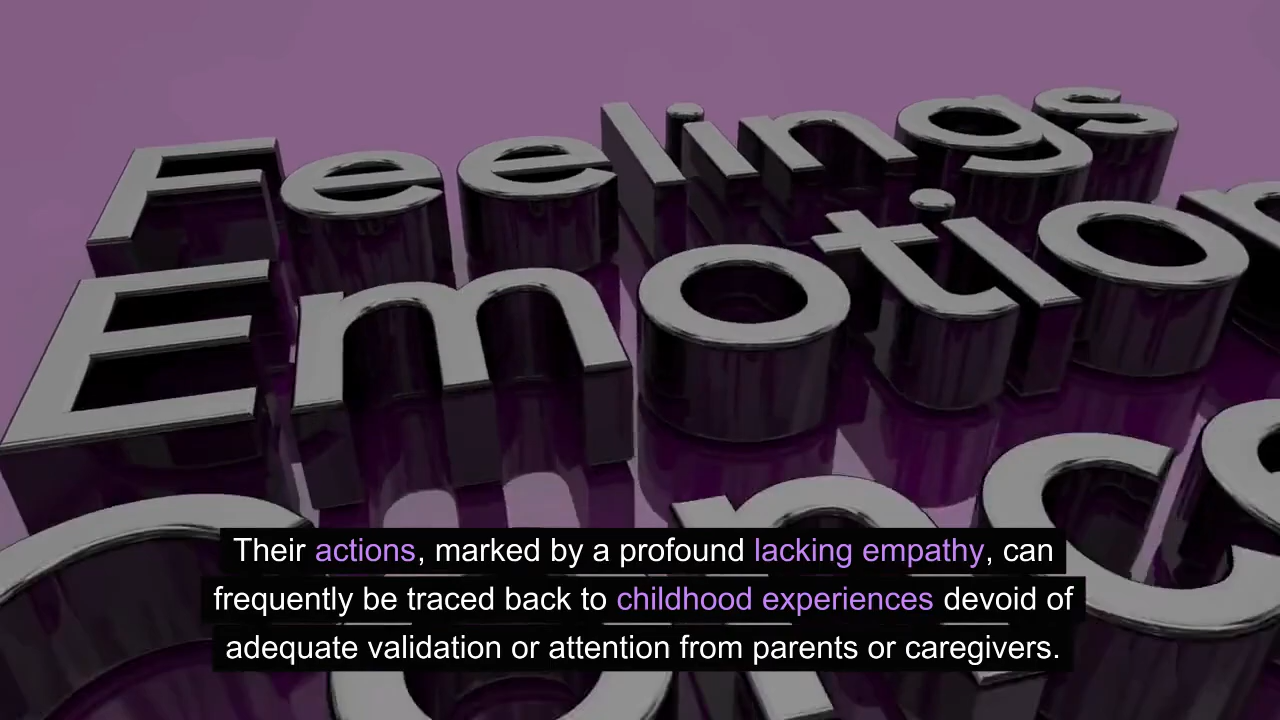 Feelings
Emotion
Their actions, marked by a profound lacking empathy, can
frequently be traced back to childhood experiences devoid of
adequate validation or attention from parents or caregivers.